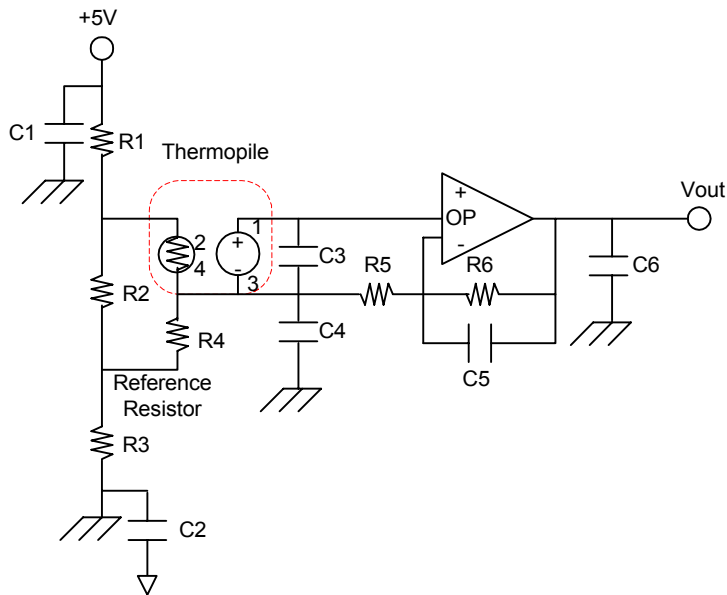 +5V
C1
R1
Thermopile
Vout
1
+
+
OP
2
-
C3
-
4
3
R5
R6
C6
R2
C4
R4
C5
Reference
Resistor
R3
C2